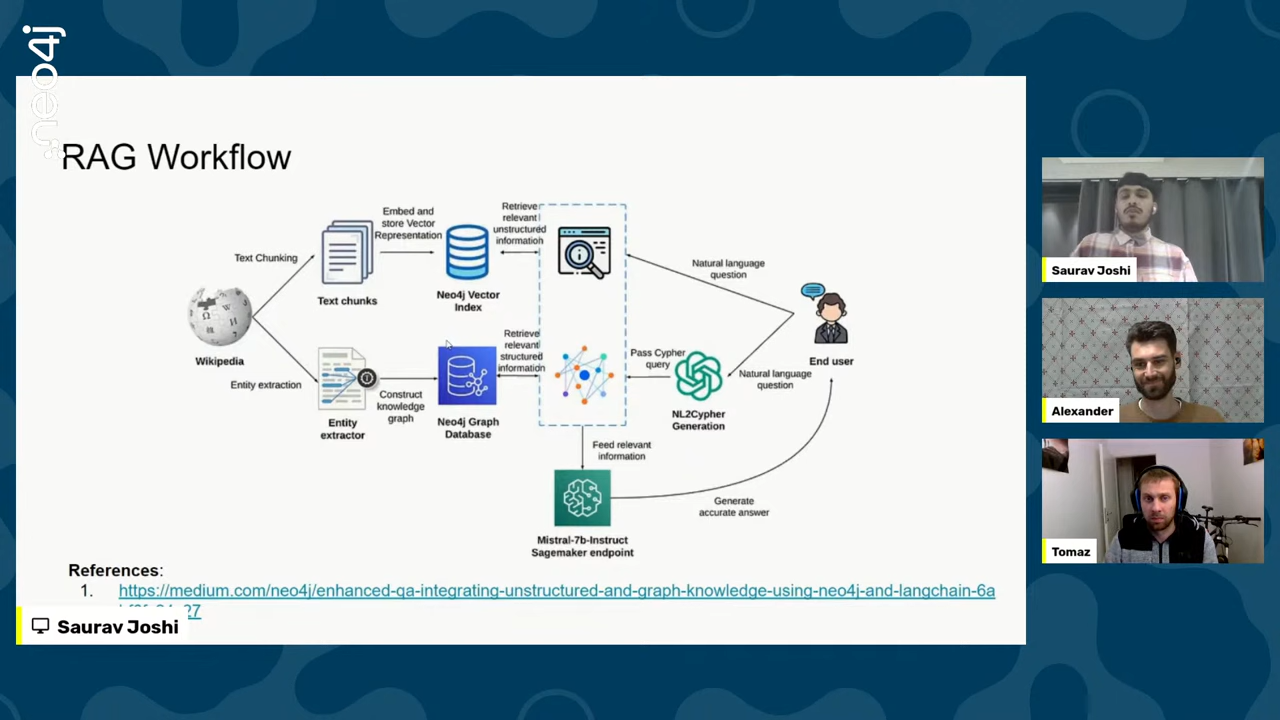 neo4j
RAG Workflow
Text Chunking
Text chunks
Embed and
store Vector
Representation
Neo4j Vector
Index
Retrieve
relevant
unstructured
information
Natural language
question
Wikipedia
End user
Entity extraction
Entity
extractor
Construct
knowledge
graph
Neo4j Graph
Database
Retrieve
relevant
structured
information
Pass Cypher
query
NL2Cypher
Generation
Natural language
question
Feed relevant
information
Generate
accurate answer
Mistral-7b-Instruct
Sagemaker endpoint
References:
1. https://medium.com/neo4j/enhanced-qa-integrating-unstructured-and-graph-knowledge-using-neo4j-and-langchain-6a
27
Saurav Joshi
Saurav Joshi
Alexander
Tomaz